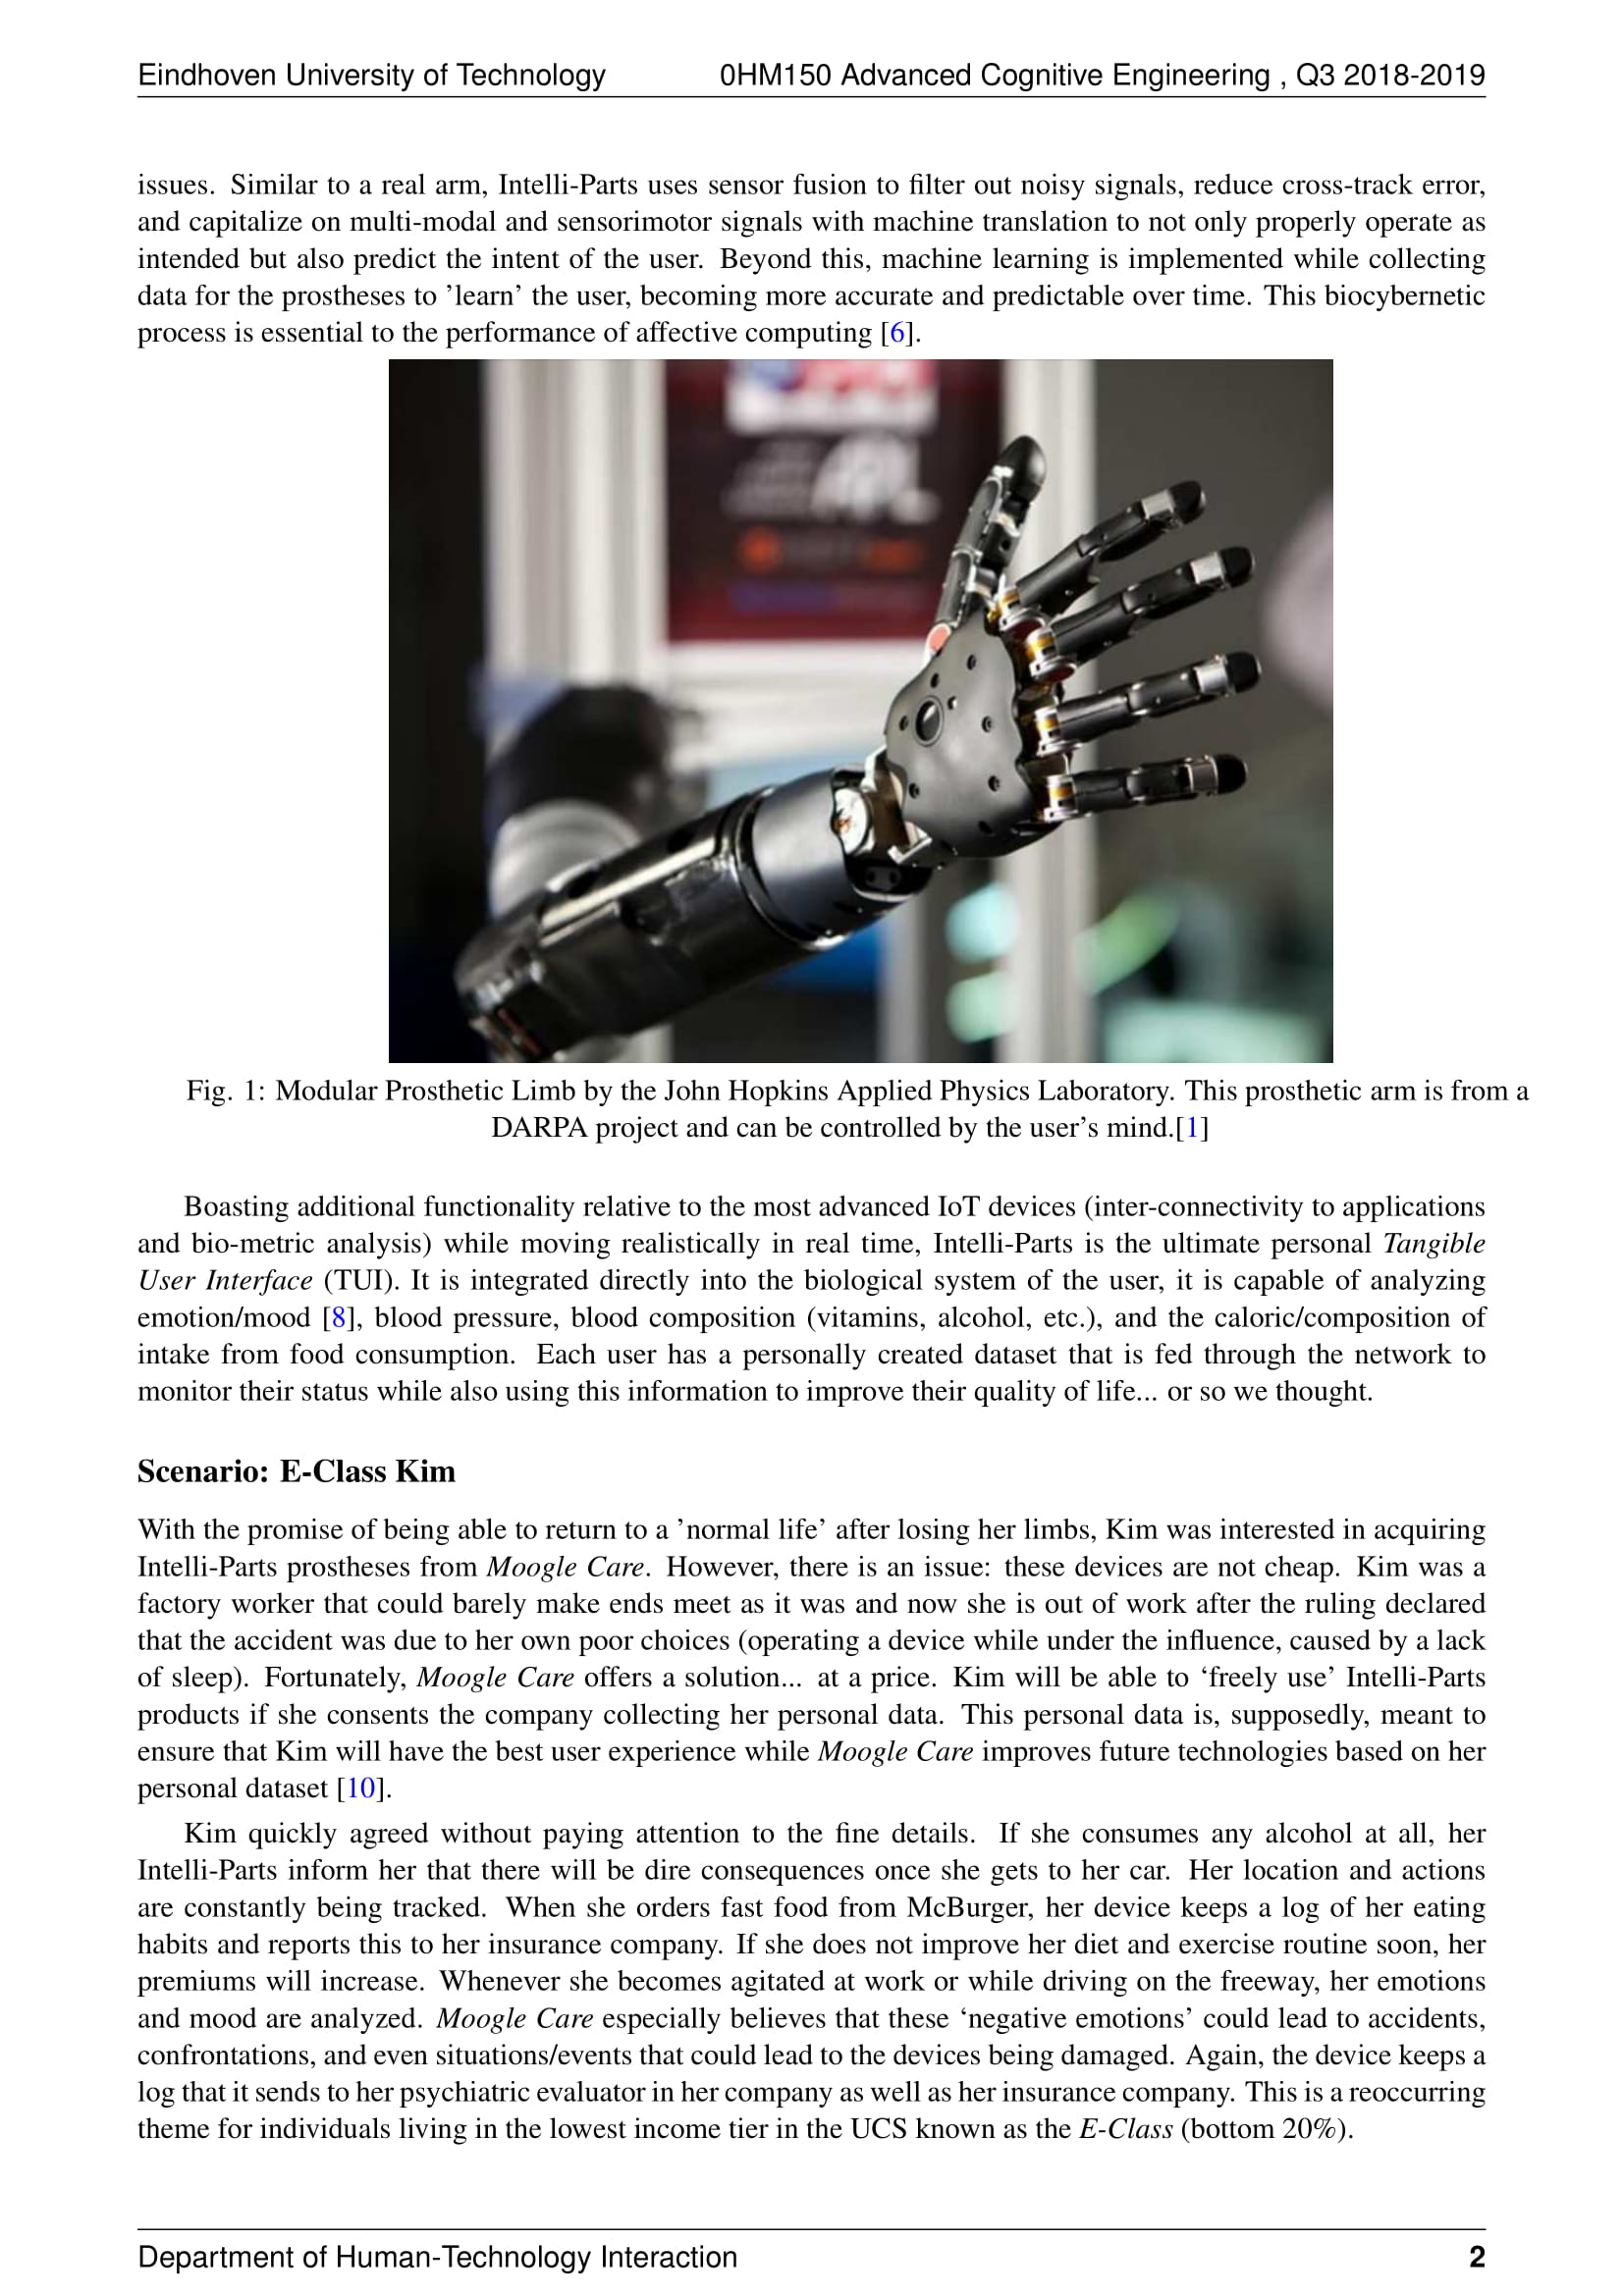 Eindhoven University of Technology 0HM150 Advanced Cognitive Engineering , Q3 2018-2019
issues. Similar to a real arm, Intelli-Parts uses sensor fusion to filter out noisy signals, reduce cross-track error,
and capitalize on multi-modal and sensorimotor signals with machine translation to not only properly operate as
intended but also predict the intent of the user. Beyond this, machine learning is implemented while collecting
data for the prostheses to ’learn’ the user, becoming more accurate and predictable over time. This biocybernetic
process is essential to the performance of affective computing [6].
Fig. 1: Modular Prosthetic Limb by the John Hopkins Applied Physics Laboratory. This prosthetic arm is from a
DARPA project and can be controlled by the user’s mind.[1]
Boasting additional functionality relative to the most advanced IoT devices (inter-connectivity to applications
and bio-metric analysis) while moving realistically in real time, Intelli-Parts is the ultimate personal Tangible
User Interface (TUI). It is integrated directly into the biological system of the user, it is capable of analyzing
emotion/mood [8], blood pressure, blood composition (vitamins, alcohol, etc.), and the caloric/composition of
intake from food consumption. Each user has a personally created dataset that is fed through the network to
monitor their status while also using this information to improve their quality of life... or so we thought.
Scenario: E-Class Kim
With the promise of being able to return to a ’normal life’ after losing her limbs, Kim was interested in acquiring
Intelli-Parts prostheses from Moogle Care. However, there is an issue: these devices are not cheap. Kim was a
factory worker that could barely make ends meet as it was and now she is out of work after the ruling declared
that the accident was due to her own poor choices (operating a device while under the influence, caused by a lack
of sleep). Fortunately, Moogle Care offers a solution... at a price. Kim will be able to ‘freely use’ Intelli-Parts
products if she consents the company collecting her personal data. This personal data is, supposedly, meant to
ensure that Kim will have the best user experience while Moogle Care improves future technologies based on her
personal dataset [10].
Kim quickly agreed without paying attention to the fine details. If she consumes any alcohol at all, her
Intelli-Parts inform her that there will be dire consequences once she gets to her car. Her location and actions
are constantly being tracked. When she orders fast food from McBurger, her device keeps a log of her eating
habits and reports this to her insurance company. If she does not improve her diet and exercise routine soon, her
premiums will increase. Whenever she becomes agitated at work or while driving on the freeway, her emotions
and mood are analyzed. Moogle Care especially believes that these ‘negative emotions’ could lead to accidents,
confrontations, and even situations/events that could lead to the devices being damaged. Again, the device keeps a
log that it sends to her psychiatric evaluator in her company as well as her insurance company. This is a reoccurring
theme for individuals living in the lowest income tier in the UCS known as the E-Class (bottom 20%).
Department of Human-Technology Interaction 2